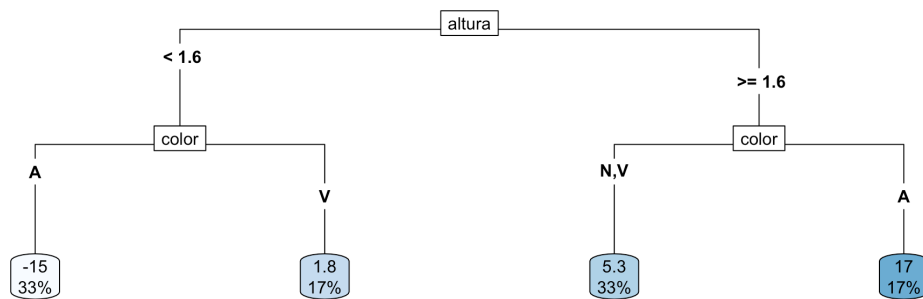 altura
< 1.6
>= 1.6
color
color
A
V
N,V
A
-15
33%
1.8
17%
5.3
33%
17
17%